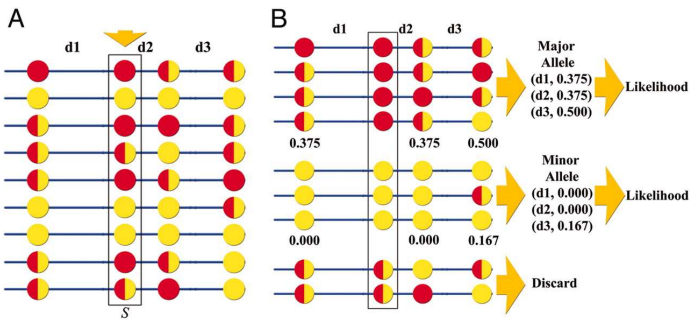 A
d1 d2 d3
S
B
d1 d2 d3
0.375 0.375 0.500
Major
Allele
(d1, 0.375)
(d2, 0.375)
(d3, 0.500)
Likelihood
0.000 0.000 0.167
Minor
Allele
(d1, 0.000)
(d2, 0.000)
(d3, 0.167)
Likelihood
Discard